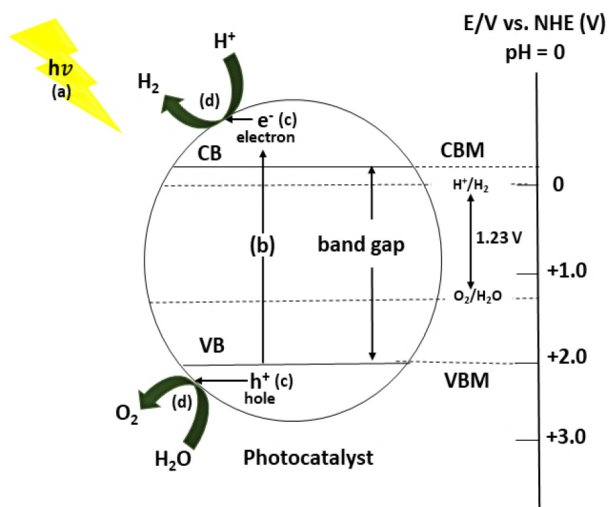 E/V vs. NHE (V)
pH = 0
hν
(a)
H⁺
H₂
(d)
e⁻ (c)
electron
CB
CBM
H⁺/H₂
0
(b)
band gap
1.23 V
+1.0
O₂/H₂O
VB
+2.0
h⁺ (c)
hole
VBM
(d)
O₂
H₂O
Photocatalyst
+3.0